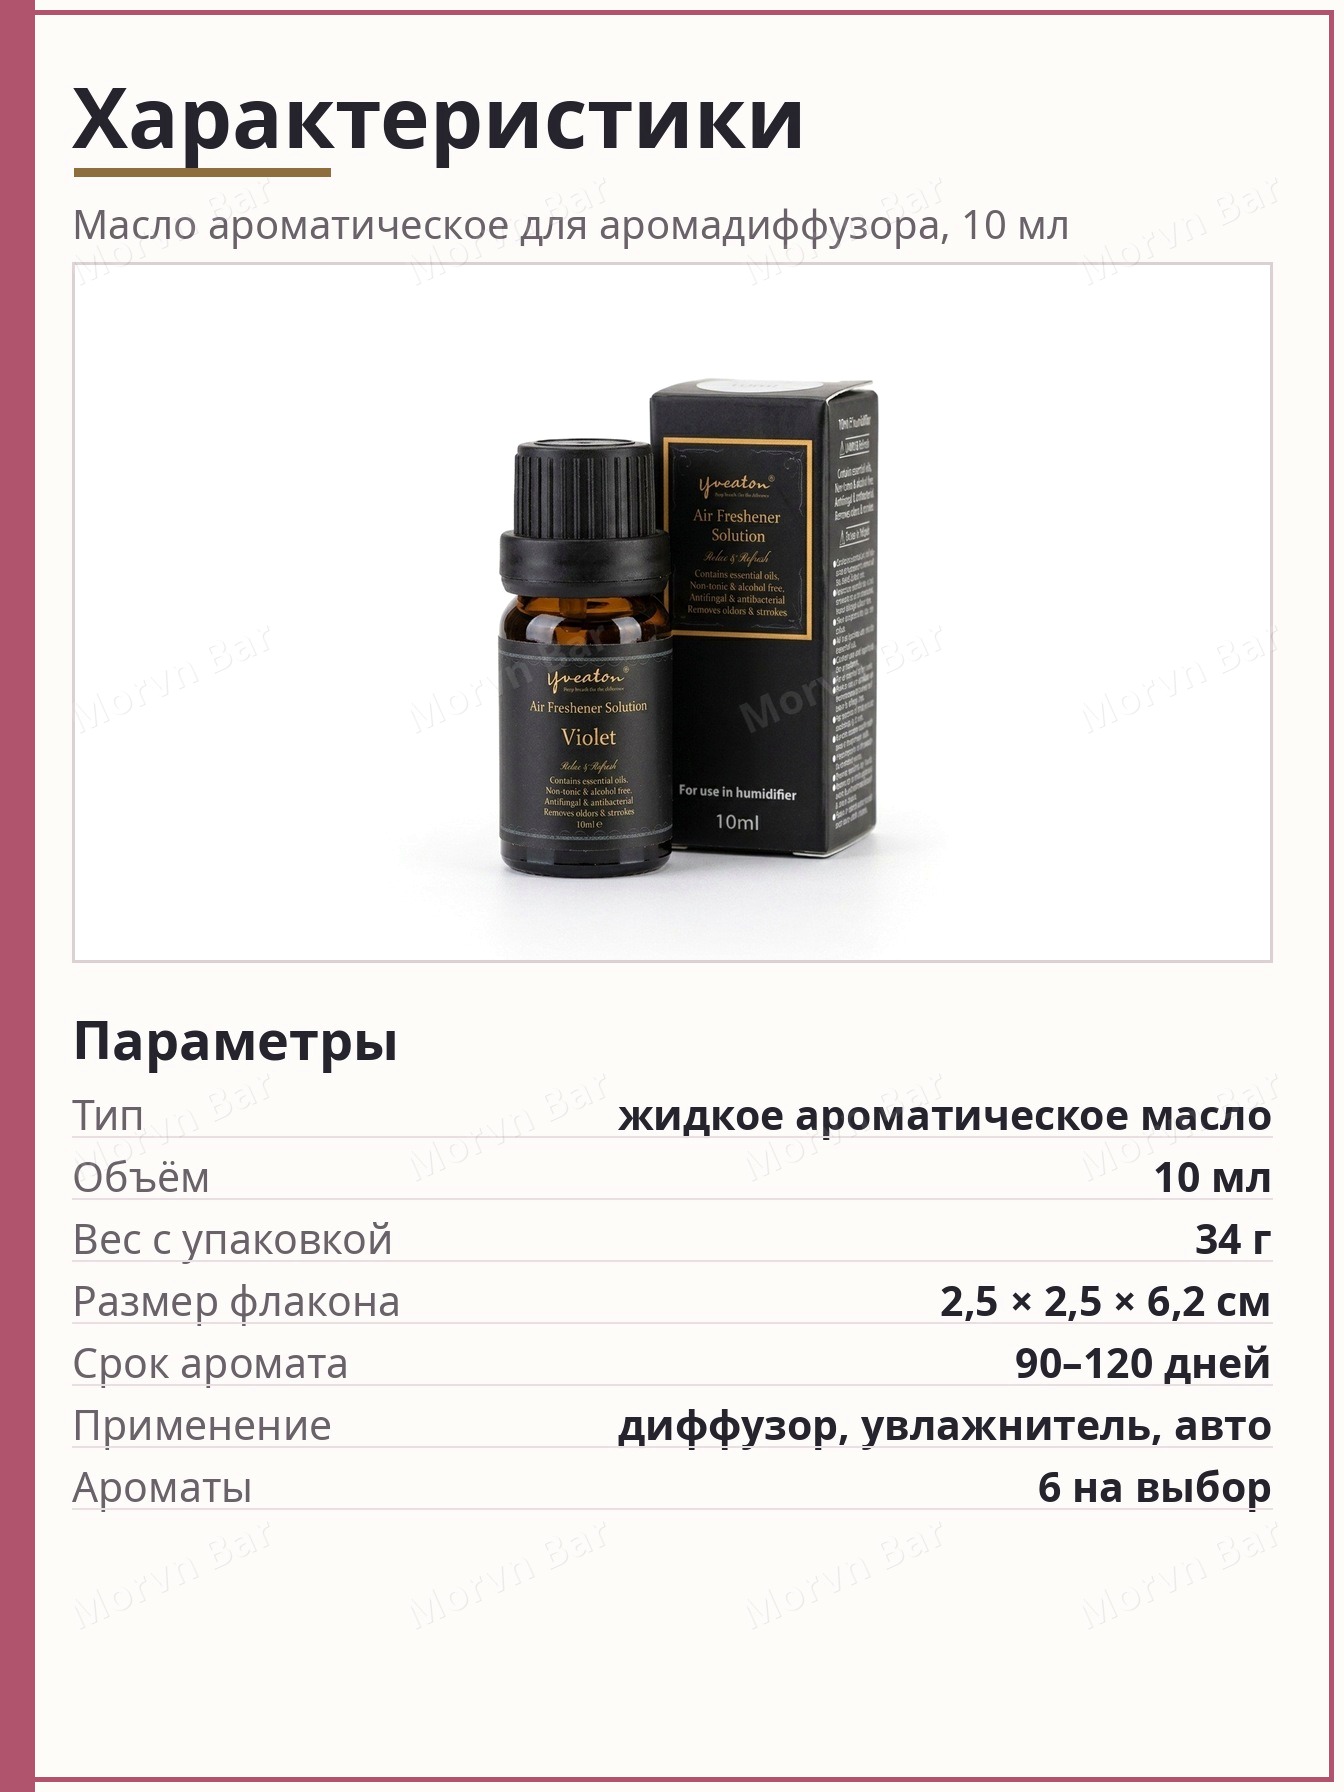 Характеристики
Масло ароматическое для аромадиффузора, 10 мл
Yveaton®
Air Freshener
Solution
Relax & Refresh
Contains essential oils,
Non-tonic & alcohol free,
Antifingal & antibacterial
Removes oldors & strrokes
For use in humidifier
10ml
Yveaton®
Air Freshener Solution
Violet
Relax & Refresh
Contains essential oils.
Non-tonic & alcohol free.
Antifungal & antibacterial
Removes oldors & strrokes
10ml ℮
Параметры
Тип жидкое ароматическое масло
Объём 10 мл
Вес с упаковкой 34 г
Размер флакона 2,5 × 2,5 × 6,2 см
Срок аромата 90–120 дней
Применение диффузор, увлажнитель, авто
Ароматы 6 на выбор
Morvn Bar